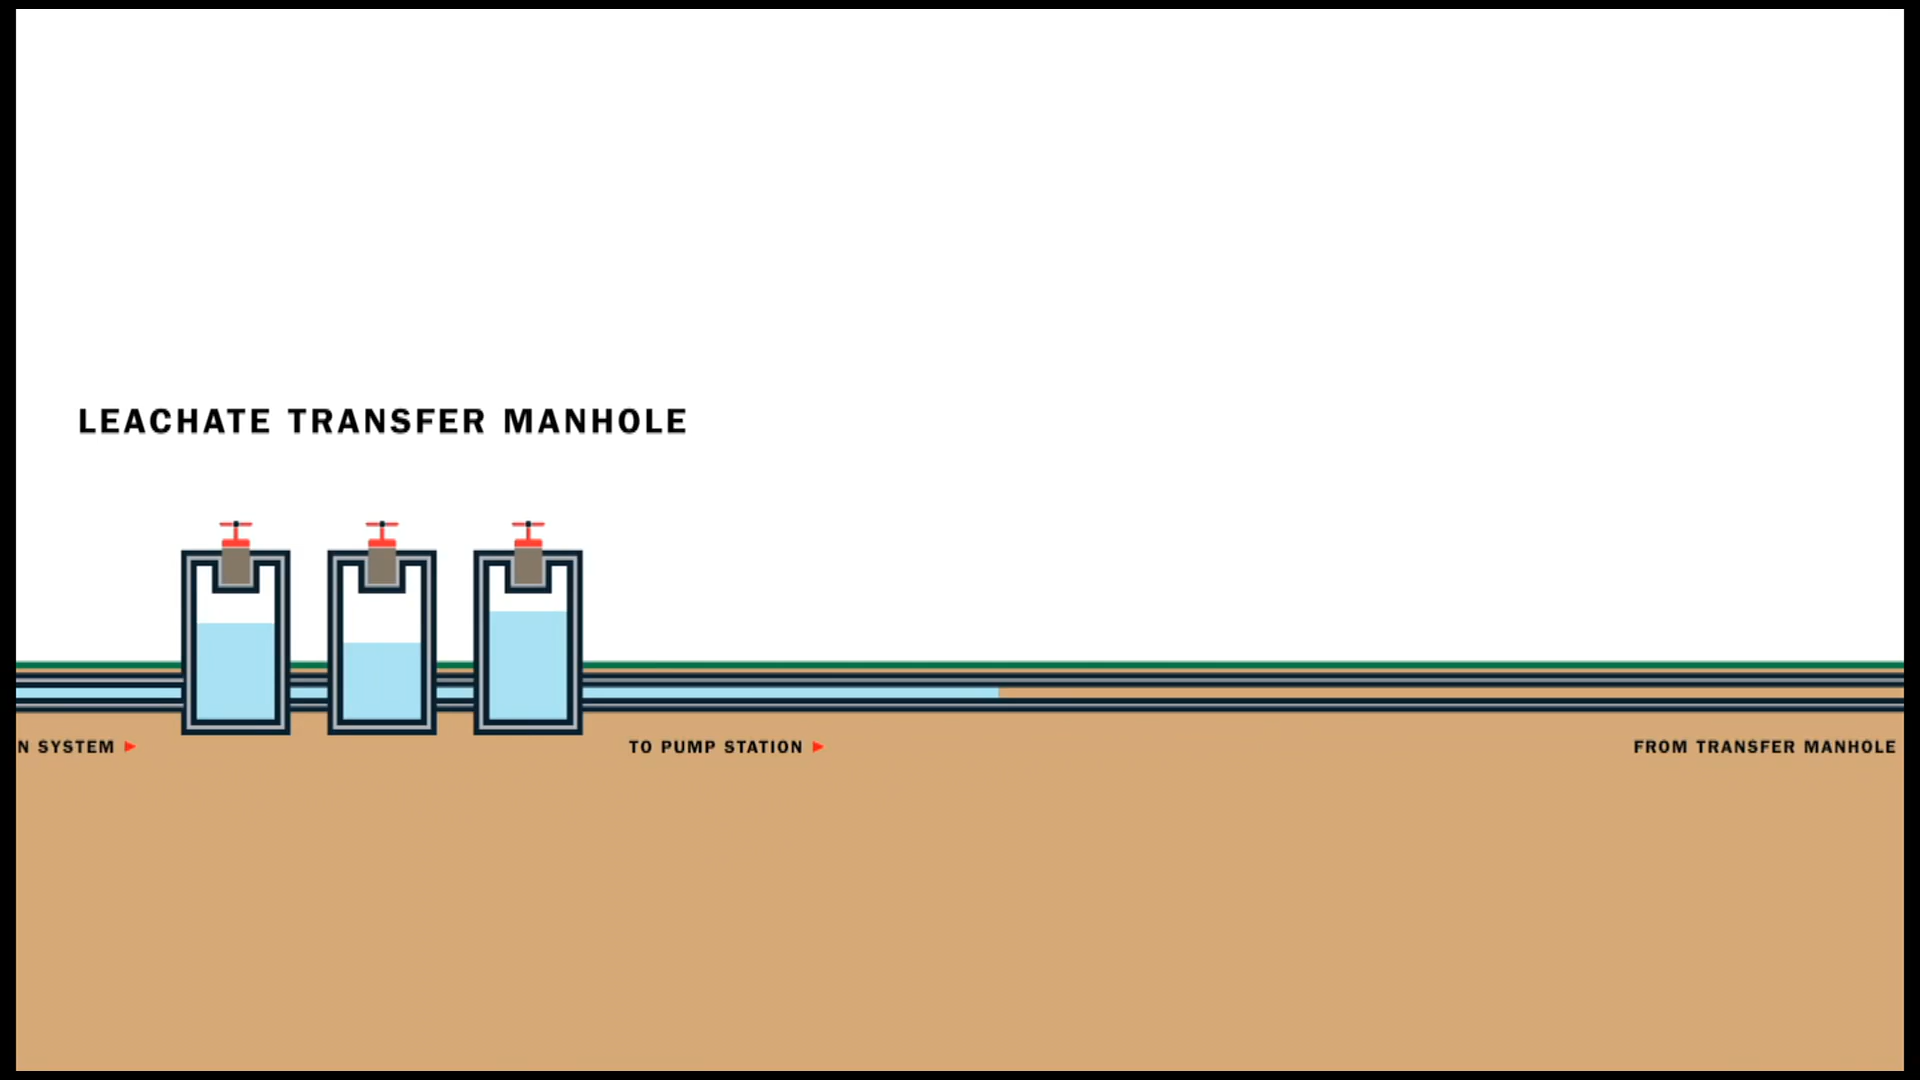 LEACHATE TRANSFER MANHOLE
N SYSTEM ▶
TO PUMP STATION ▶
FROM TRANSFER MANHOLE